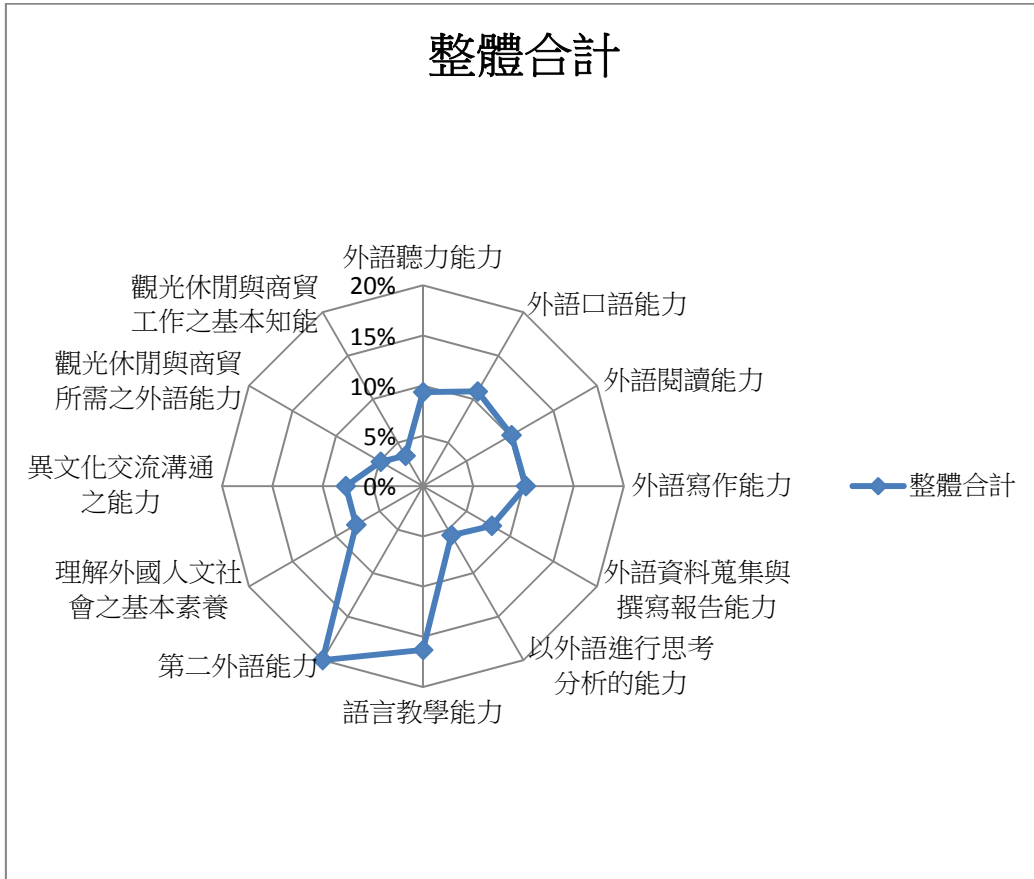 整體合計
外語聽力能力
外語口語能力
外語閱讀能力
外語寫作能力
外語資料蒐集與
撰寫報告能力
以外語進行思考
分析的能力
語言教學能力
第二外語能力
理解外國人文社
會之基本素養
異文化交流溝通
之能力
觀光休閒與商貿
所需之外語能力
觀光休閒與商貿
工作之基本知能
20%
15%
10%
5%
0%
整體合計